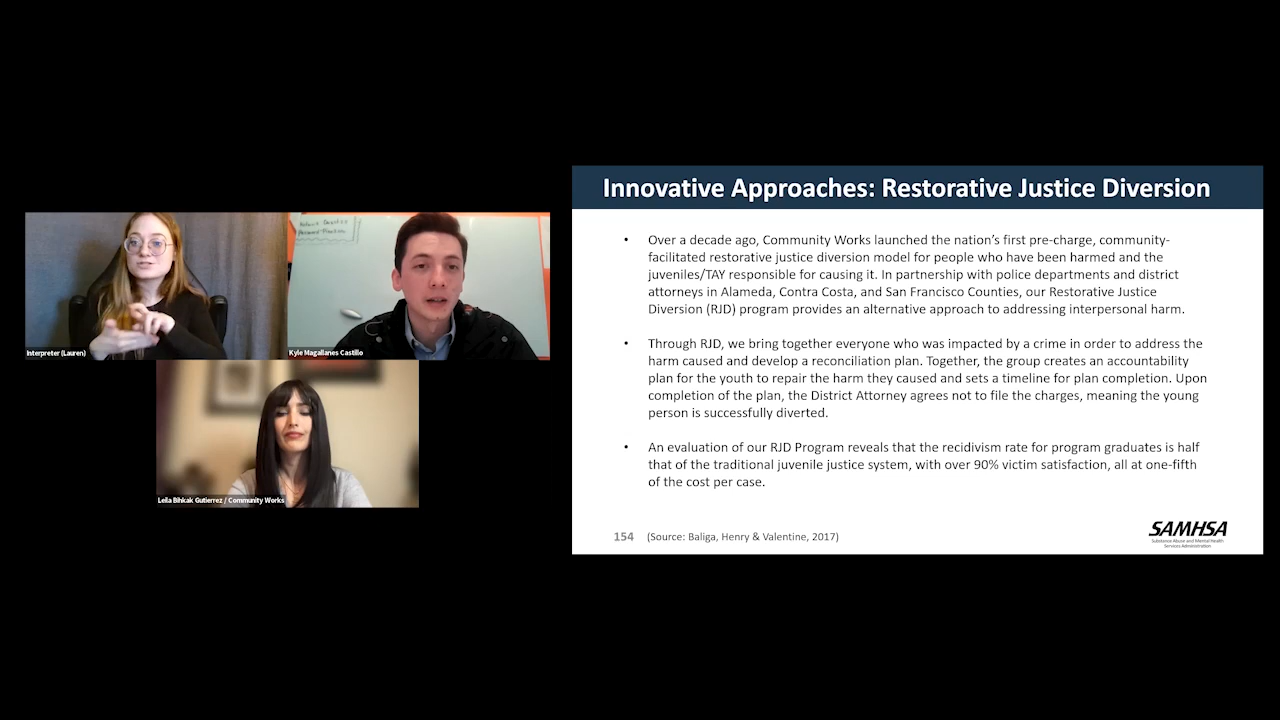 Innovative Approaches: Restorative Justice Diversion
• Over a decade ago, Community Works launched the nation's first pre-charge, community-
facilitated restorative justice diversion model for people who have been harmed and the
juveniles/TAY responsible for causing it. In partnership with police departments and district
attorneys in Alameda, Contra Costa, and San Francisco Counties, our Restorative Justice
Diversion (RJD) program provides an alternative approach to addressing interpersonal harm.
• Through RJD, we bring together everyone who was impacted by a crime in order to address the
harm caused and develop a reconciliation plan. Together, the group creates an accountability
plan for the youth to repair the harm they caused and sets a timeline for plan completion. Upon
completion of the plan, the District Attorney agrees not to file the charges, meaning the young
person is successfully diverted.
• An evaluation of our RJD Program reveals that the recidivism rate for program graduates is half
that of the traditional juvenile justice system, with over 90% victim satisfaction, all at one-fifth
of the cost per case.
154 (Source: Baliga, Henry & Valentine, 2017)
SAMHSA
Substance Abuse and Mental Health
Services Administration
Interpreter (Lauren)
Kyle Magallanes Castillo
Leila Bihkak Gutierrez / Community Works